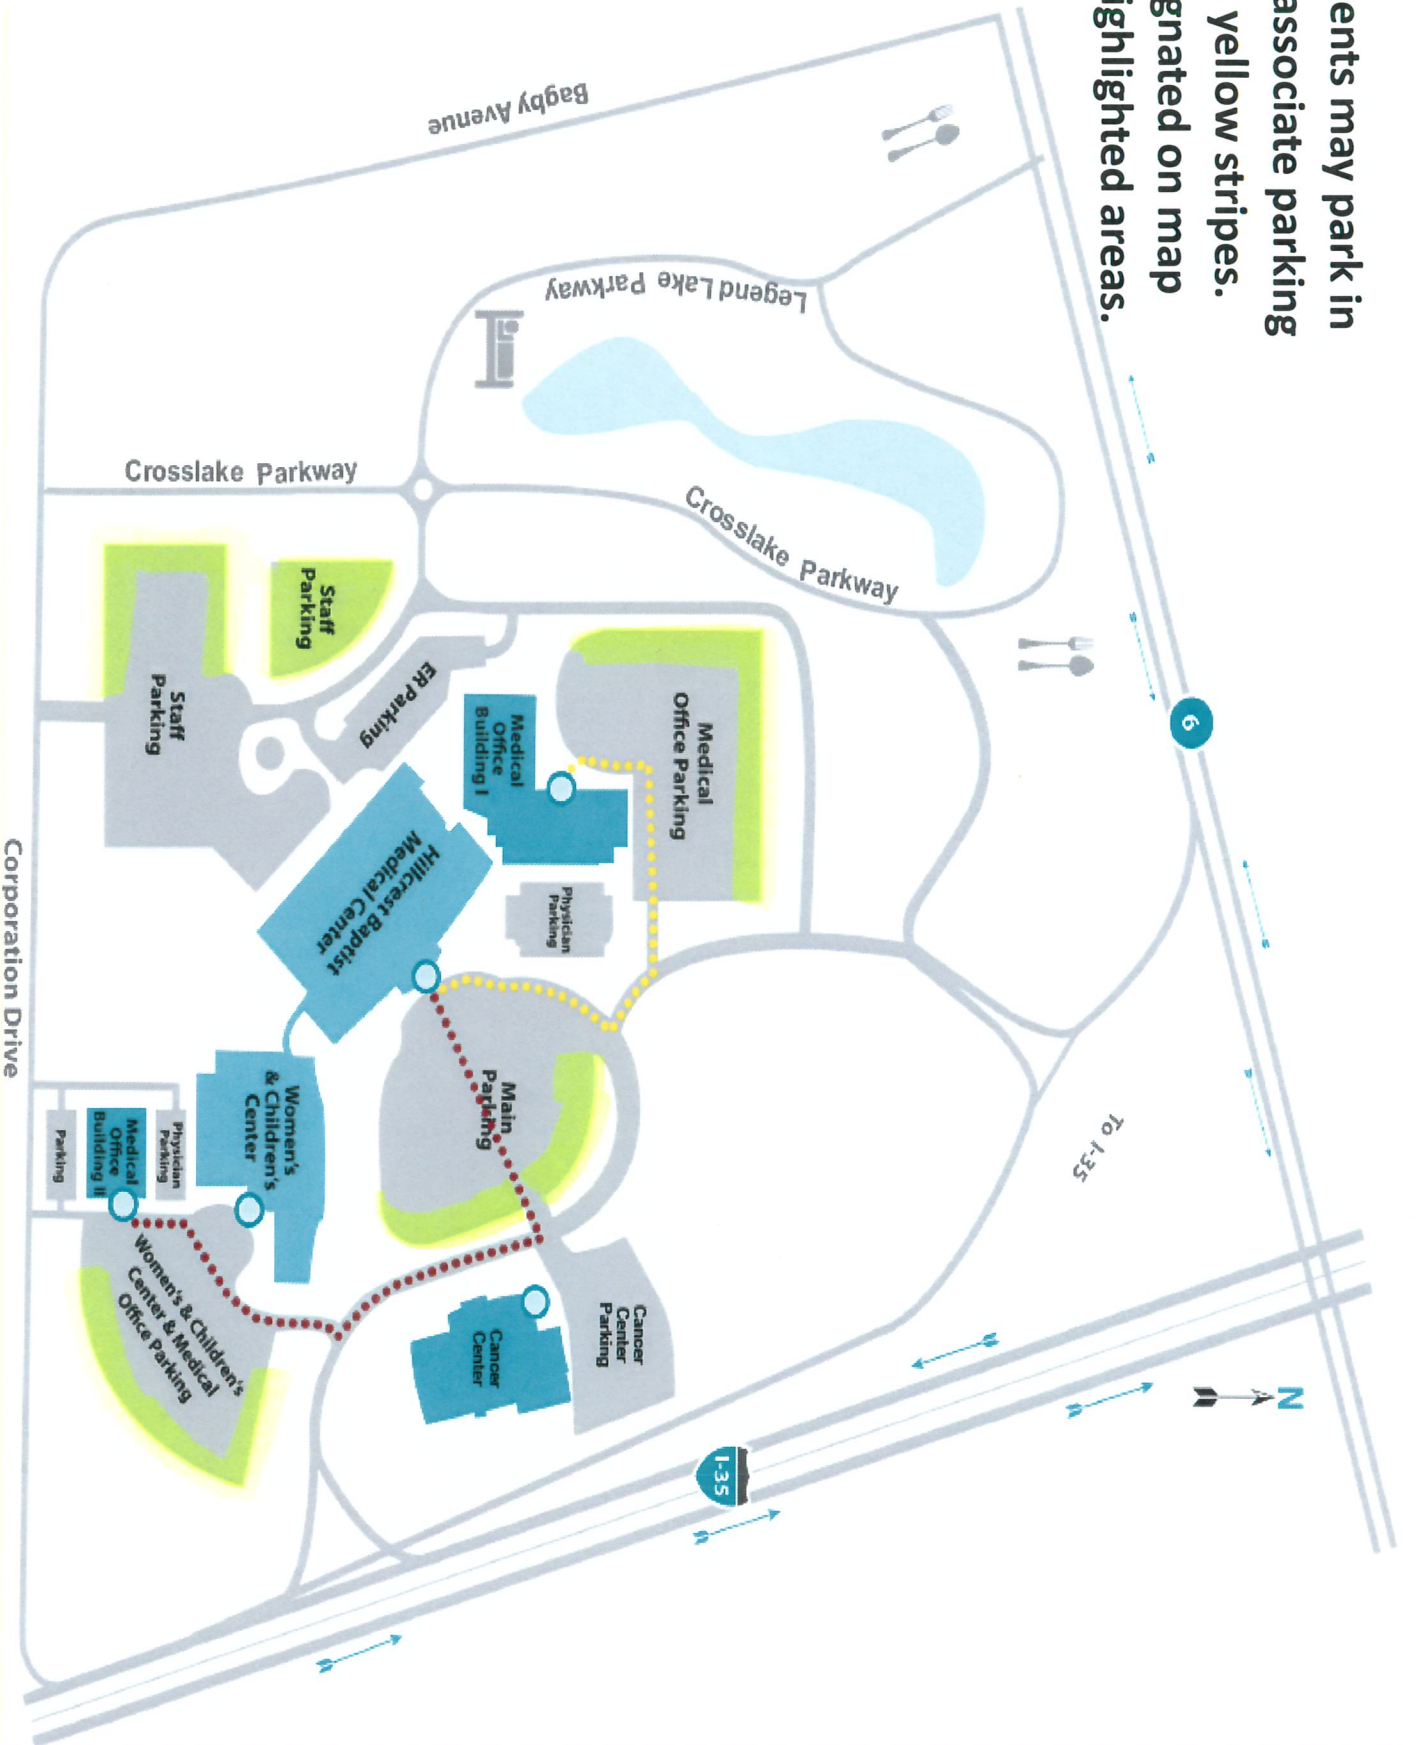 ents may park in
associate parking
yellow stripes.
gnated on map
ighlighted areas.
Bagby Avenue
Legend Lake Parkway
Crosslake Parkway
Crosslake Parkway
6
Staff
Parking
Staff
Parking
ER Parking
Medical
Office
Building I
Medical
Office Parking
Physician
Parking
Hillcrest Baptist
Medical Center
Main
Parking
Women's
& Children's
Center
Physician
Parking
Medical
Office
Building II
Parking
Women's & Children's
Center & Medical
Office Parking
Cancer
Center
Cancer
Center
Parking
Corporation Drive
To I-35
I-35
N